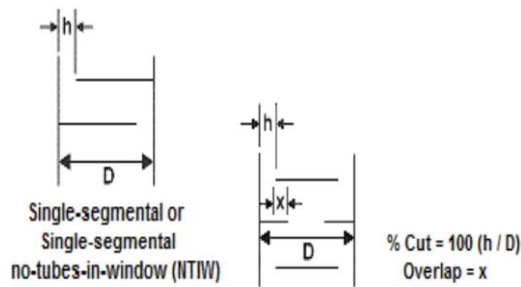 h
D
Single-segmental or
Single-segmental
no-tubes-in-window (NTIW)
h
x
D
% Cut = 100 (h / D)
Overlap = x